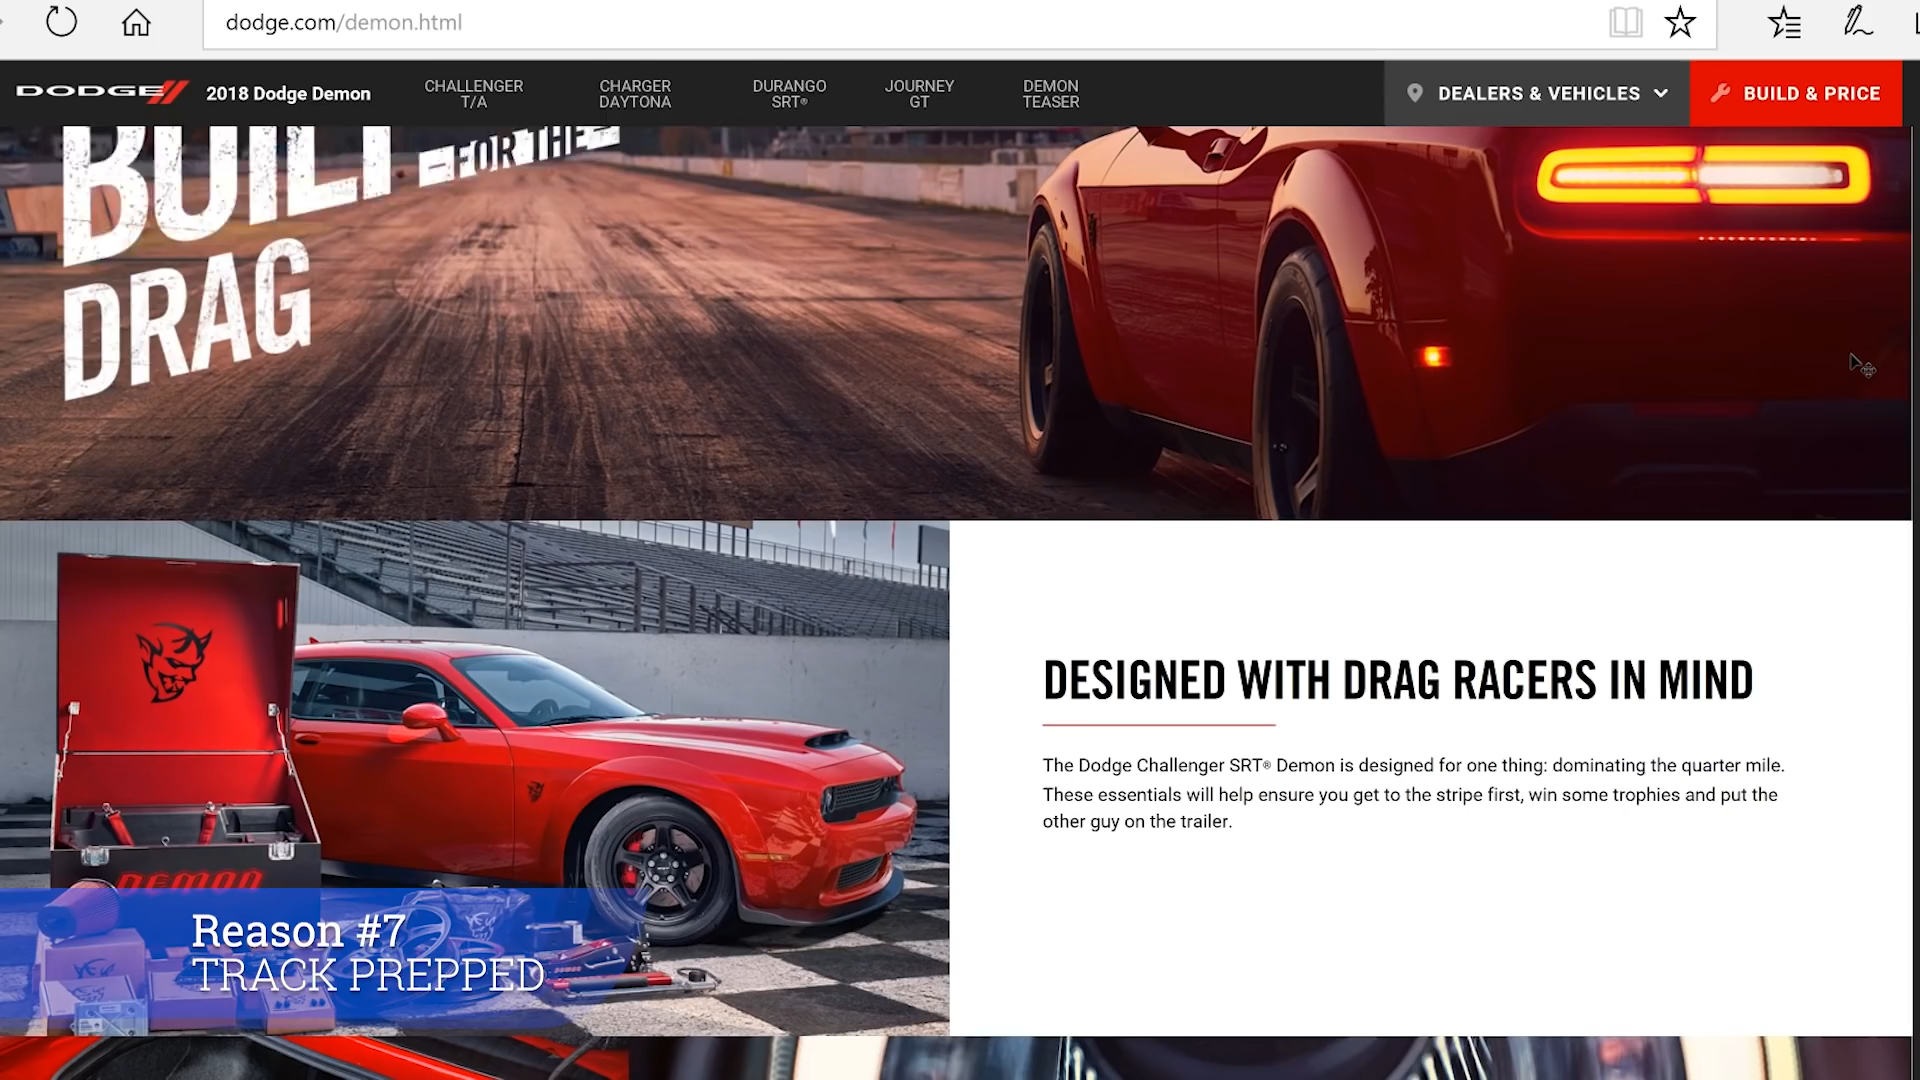 dodge.com/demon.html
DODGE
2018 Dodge Demon
CHALLENGER
T/A
CHARGER
DAYTONA
DURANGO
SRT®
JOURNEY
GT
DEMON
TEASER
DEALERS & VEHICLES
BUILD & PRICE
BUILT
FOR THE
DRAG
DEMON
DESIGNED WITH DRAG RACERS IN MIND
The Dodge Challenger SRT® Demon is designed for one thing: dominating the quarter mile.
These essentials will help ensure you get to the stripe first, win some trophies and put the
other guy on the trailer.
Reason #7
TRACK PREPPED